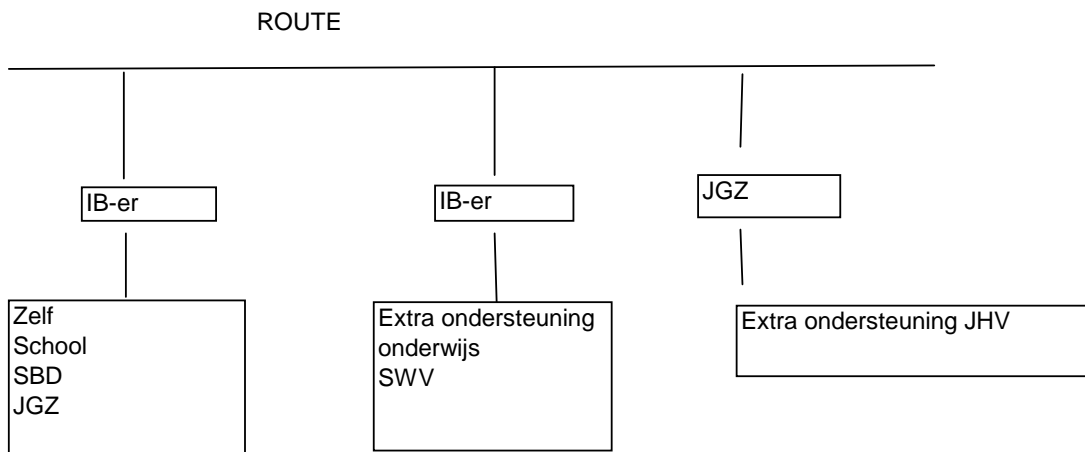 ROUTE
IB-er
IB-er
JGZ
Zelf
School
SBD
JGZ
Extra ondersteuning
onderwijs
SWV
Extra ondersteuning JHV